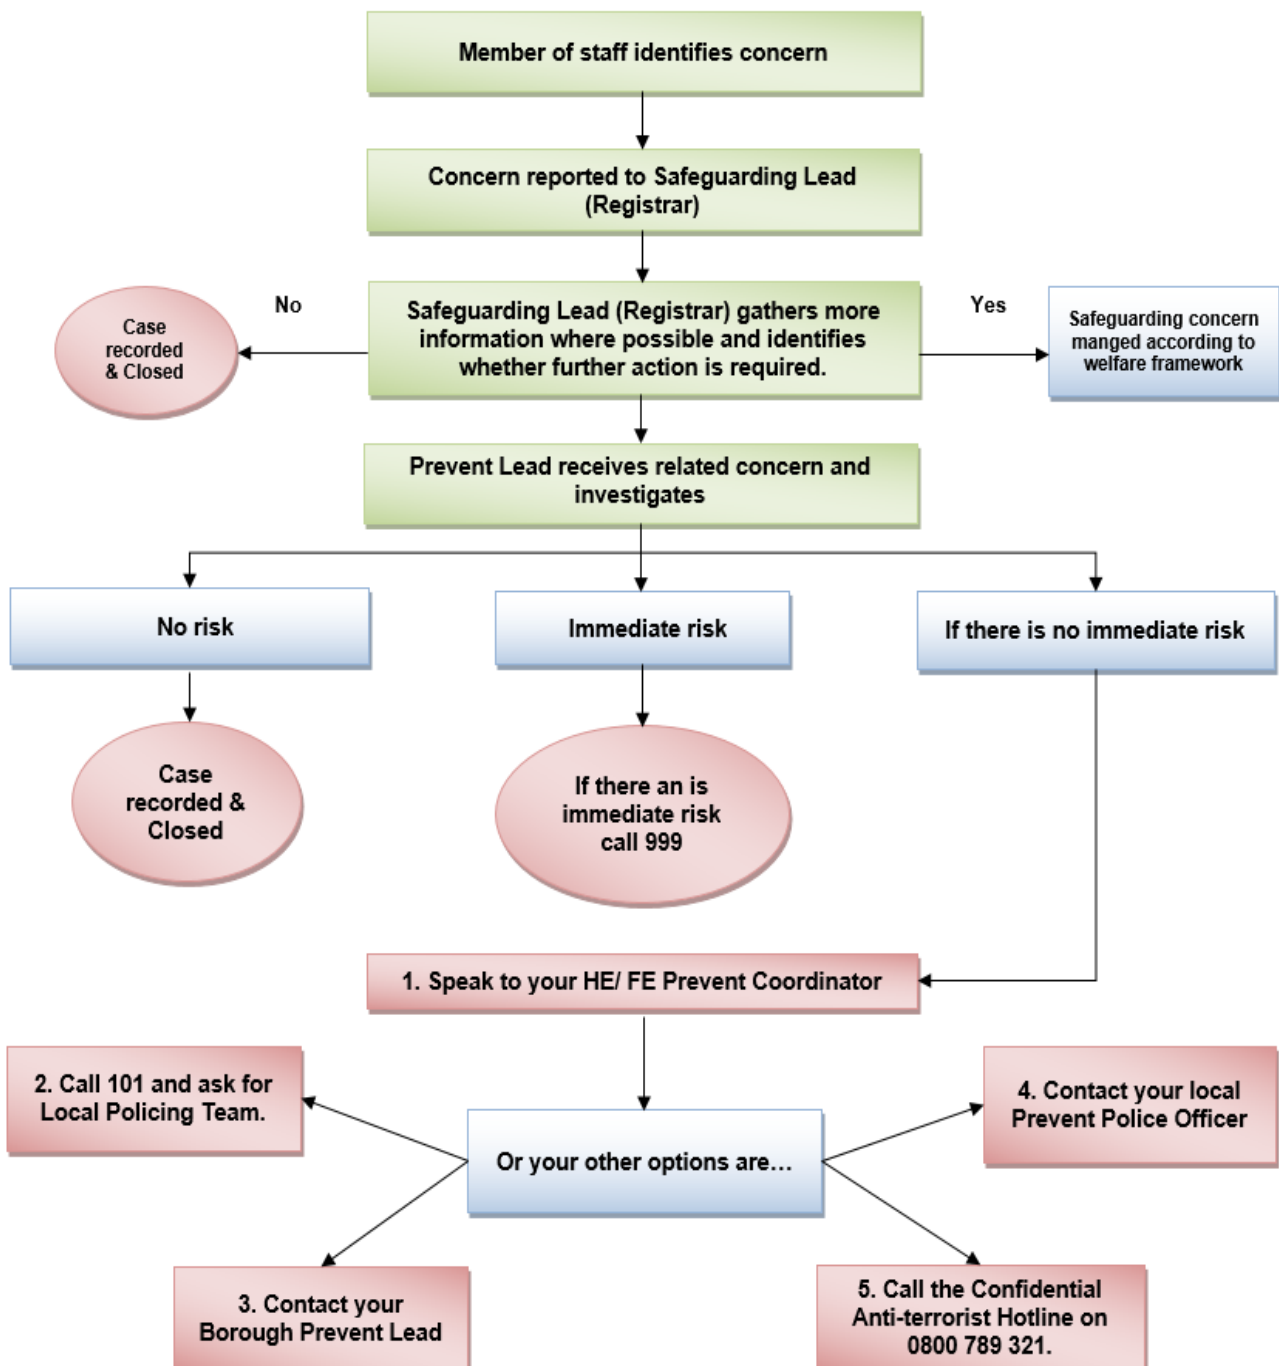 Member of staff identifies concern
Concern reported to Safeguarding Lead
(Registrar)
No
Case
recorded
& Closed
Safeguarding Lead (Registrar) gathers more
information where possible and identifies
whether further action is required.
Yes
Safeguarding concern
manged according to
welfare framework
Prevent Lead receives related concern and
investigates
No risk
Immediate risk
If there is no immediate risk
Case
recorded &
Closed
If there an is
immediate risk
call 999
1. Speak to your HE/ FE Prevent Coordinator
2. Call 101 and ask for
Local Policing Team.
Or your other options are…
4. Contact your local
Prevent Police Officer
3. Contact your
Borough Prevent Lead
5. Call the Confidential
Anti-terrorist Hotline on
0800 789 321.